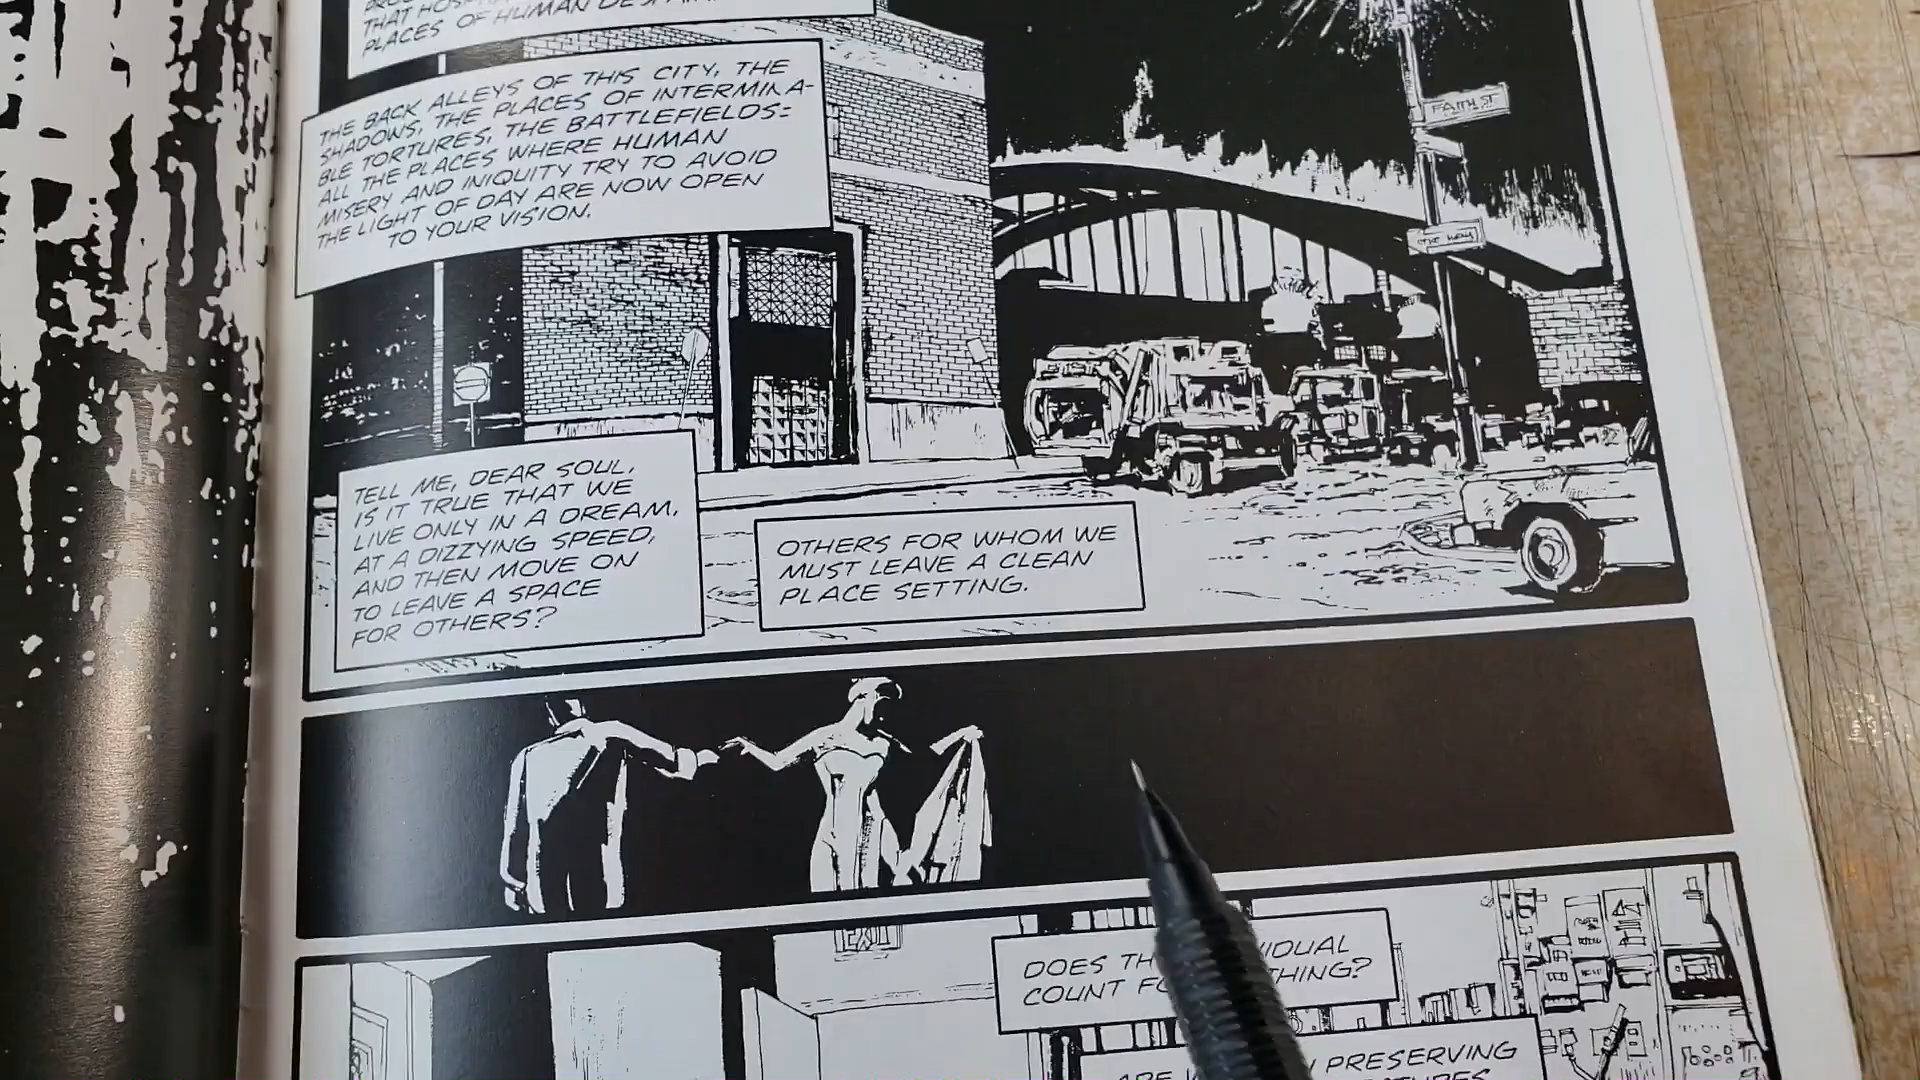 THAT HOSP
PLACES OF HUMAN DESPAI
THE BACK ALLEYS OF THIS CITY, THE
SHADOWS, THE PLACES OF INTERMINA-
BLE TORTURES, THE BATTLEFIELDS:
ALL THE PLACES WHERE HUMAN
MISERY AND INIQUITY TRY TO AVOID
THE LIGHT OF DAY ARE NOW OPEN
TO YOUR VISION.
FAITH ST
TELL ME, DEAR SOUL,
IS IT TRUE THAT WE
LIVE ONLY IN A DREAM,
AT A DIZZYING SPEED,
AND THEN MOVE ON
TO LEAVE A SPACE
FOR OTHERS?
OTHERS FOR WHOM WE
MUST LEAVE A CLEAN
PLACE SETTING.
EXIT
DOES TH IDUAL
COUNT FO THING?
PRESERVING